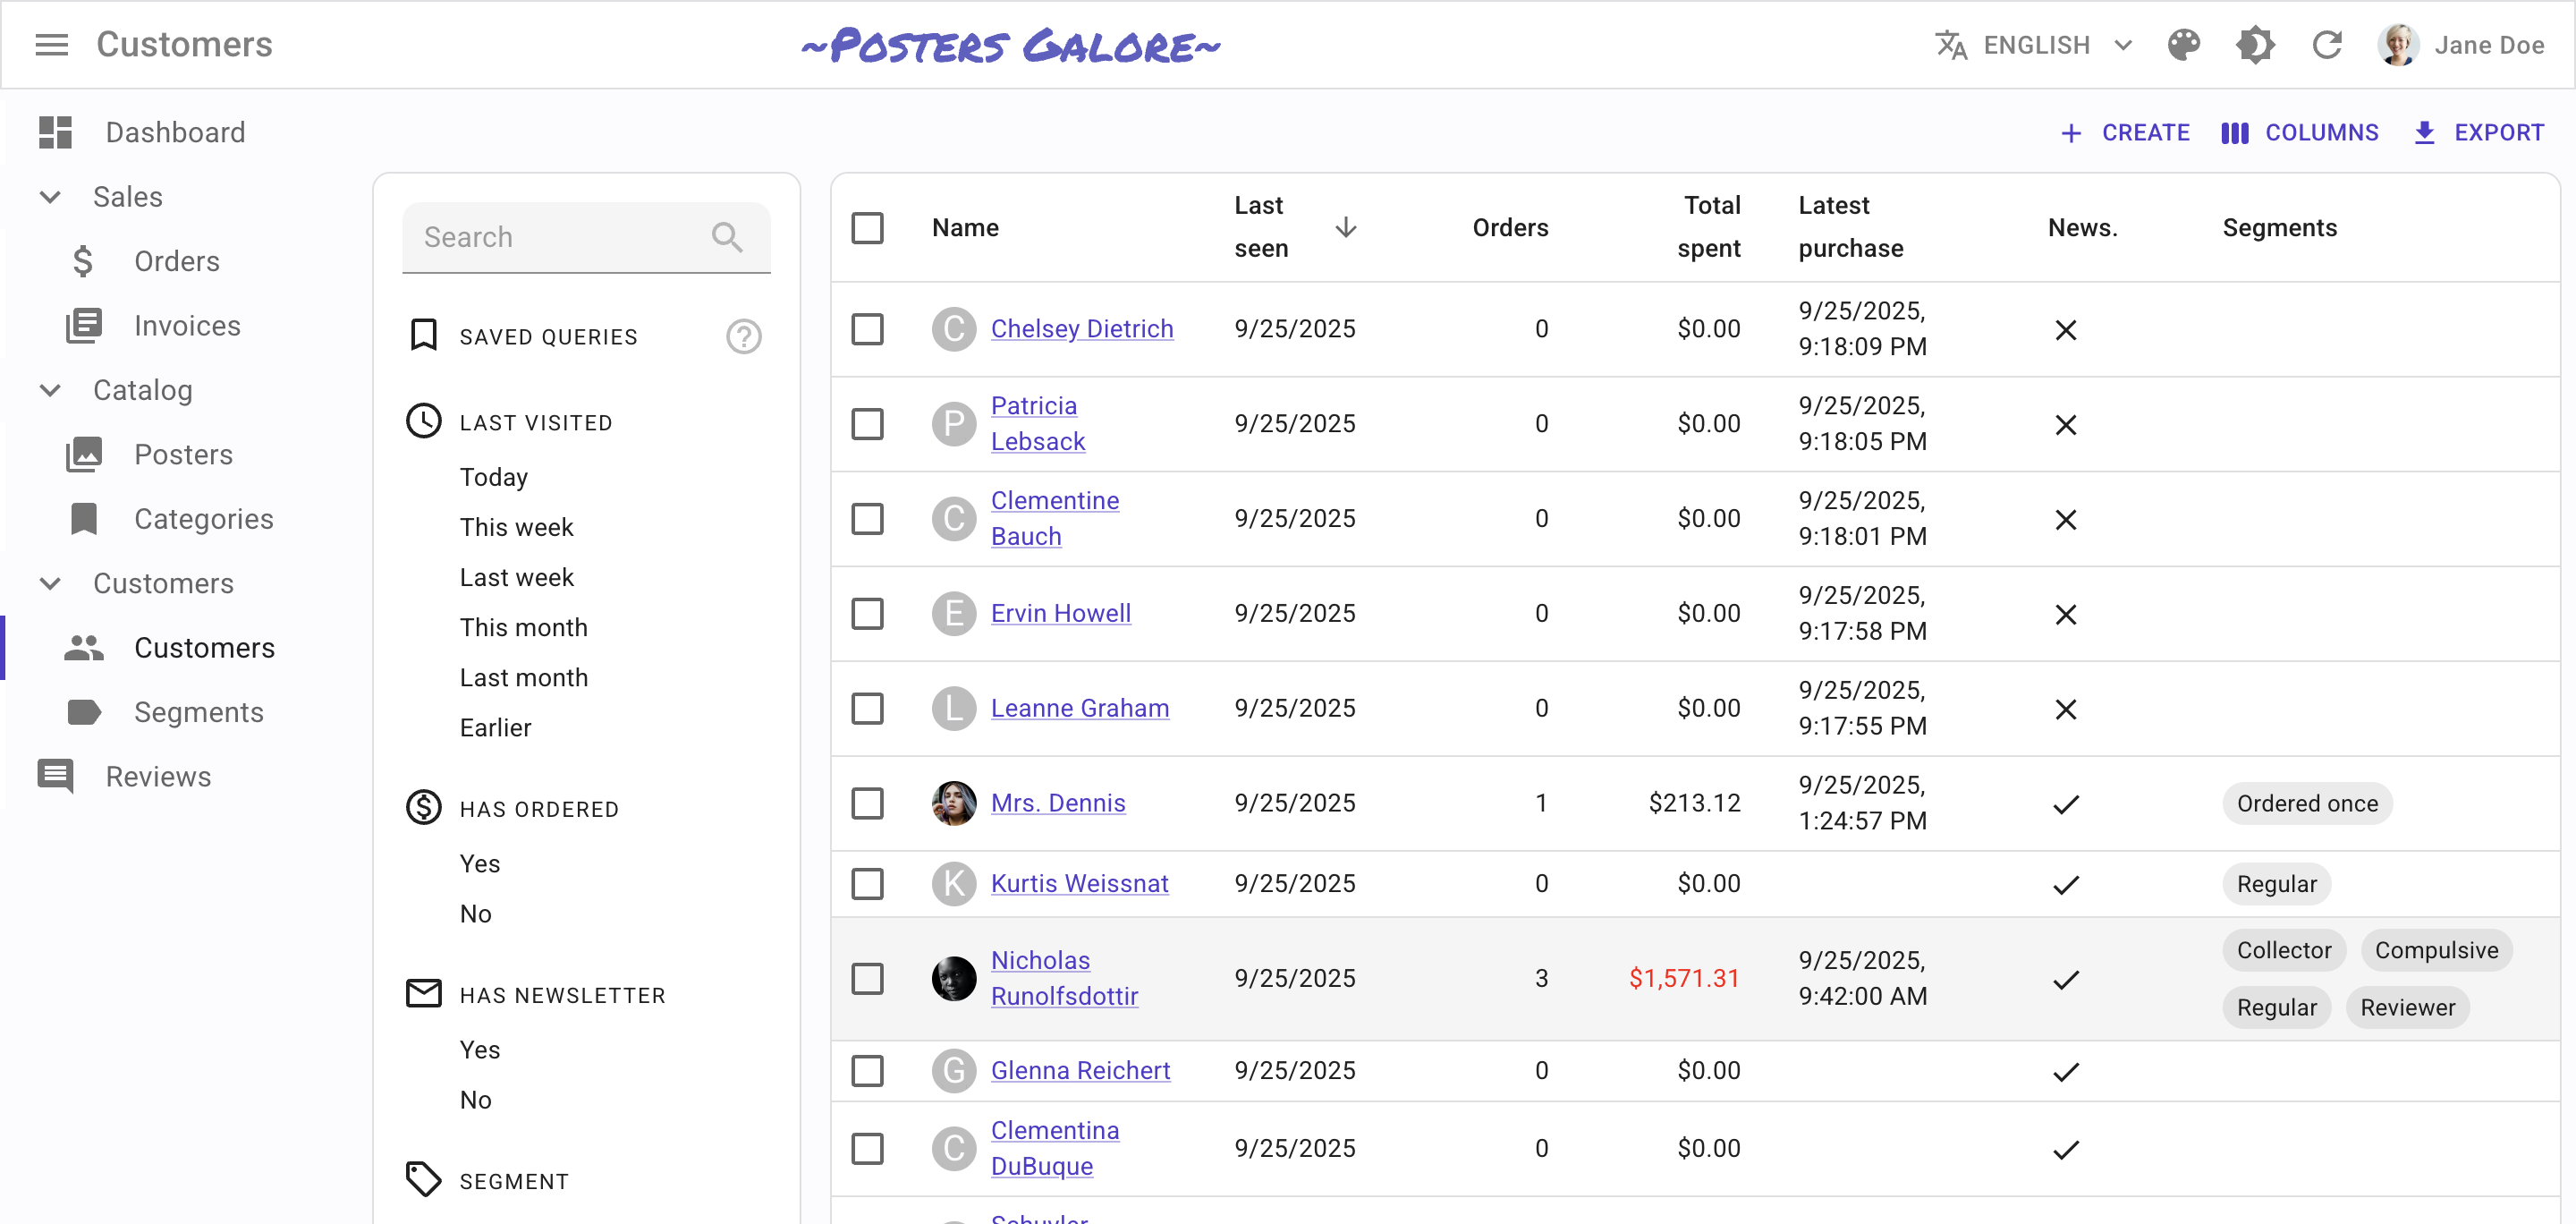 Customers
~Posters Galore~
ENGLISH
Jane Doe
Dashboard
Sales
Orders
Invoices
Catalog
Posters
Categories
Customers
Customers
Segments
Reviews
CREATE
COLUMNS
EXPORT
Search
SAVED QUERIES
?
LAST VISITED
Today
This week
Last week
This month
Last month
Earlier
HAS ORDERED
Yes
No
HAS NEWSLETTER
Yes
No
SEGMENT
Name
Last
seen
Orders
Total
spent
Latest
purchase
News.
Segments
C
Chelsey Dietrich
9/25/2025
0
$0.00
9/25/2025,
9:18:09 PM
P
Patricia
Lebsack
9/25/2025
0
$0.00
9/25/2025,
9:18:05 PM
C
Clementine
Bauch
9/25/2025
0
$0.00
9/25/2025,
9:18:01 PM
E
Ervin Howell
9/25/2025
0
$0.00
9/25/2025,
9:17:58 PM
L
Leanne Graham
9/25/2025
0
$0.00
9/25/2025,
9:17:55 PM
Mrs. Dennis
9/25/2025
1
$213.12
9/25/2025,
1:24:57 PM
Ordered once
K
Kurtis Weissnat
9/25/2025
0
$0.00
Regular
Nicholas
Runolfsdottir
9/25/2025
3
$1,571.31
9/25/2025,
9:42:00 AM
Collector
Compulsive
Regular
Reviewer
G
Glenna Reichert
9/25/2025
0
$0.00
C
Clementina
DuBuque
9/25/2025
0
$0.00